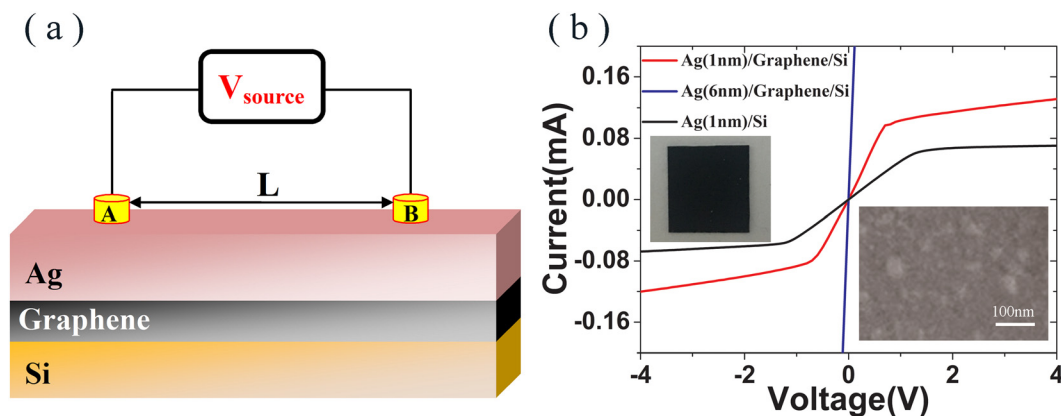 ( a )
V source
A
L
B
Ag
Graphene
Si
( b )
Current(mA)
0.16
0.08
0.00
-0.08
-0.16
Ag(1nm)/Graphene/Si
Ag(6nm)/Graphene/Si
Ag(1nm)/Si
100nm
-4
-2
0
2
4
Voltage(V)